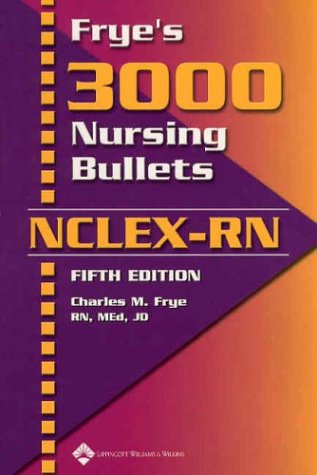 Frye's
3000
Nursing
Bullets
NCLEX-RN
FIFTH EDITION
Charles M. Frye
RN, MEd, JD
LIPPINCOTT WILLIAMS & WILKINS